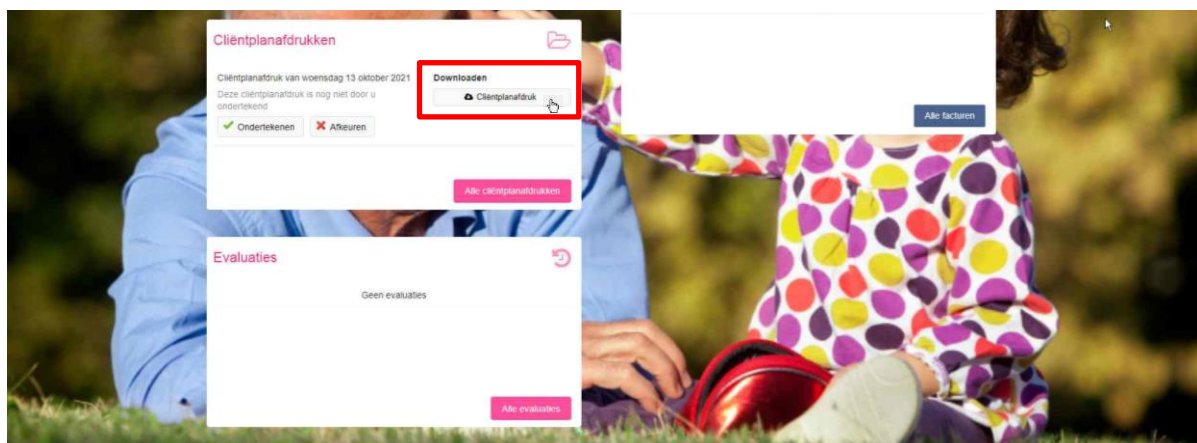 Cliëntplanafdrukken
Cliëntplanafdruk van woensdag 13 oktober 2021
Deze cliëntplanafdruk is nog niet door u
ondertekend
Ondertekenen
Afkeuren
Downloaden
Cliëntplanafdruk
Alle cliëntplanafdrukken
Alle facturen
Evaluaties
Geen evaluaties
Alle evaluaties